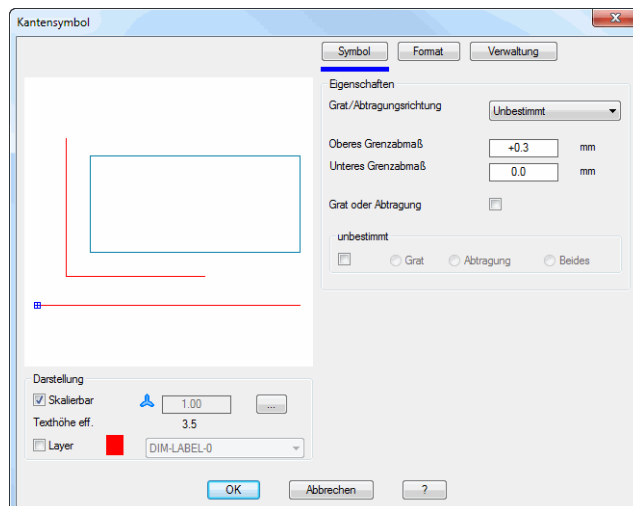 Kantensymbol
Symbol Format Verwaltung
Eigenschaften
Grat/Abtragungsrichtung Unbestimmt
Oberes Grenzabmaß +0.3 mm
Unteres Grenzabmaß 0.0 mm
Grat oder Abtragung
unbestimmt
Grat Abtragung Beides
Darstellung
Skalierbar 1.00 ...
Texthöhe eff. 3.5
Layer DIM-LABEL-0
OK Abbrechen ?